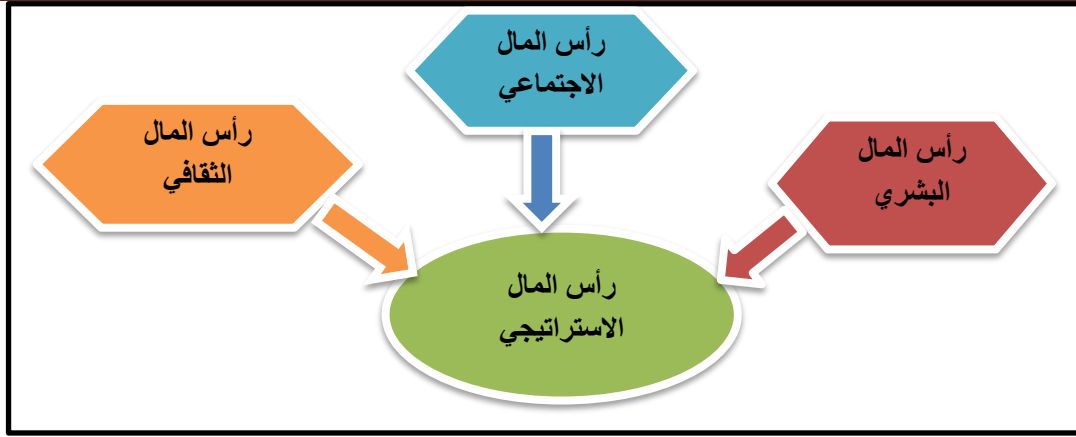 رأس المال
الاجتماعي
رأس المال
البشري
رأس المال
الثقافي
رأس المال
الاستراتيجي